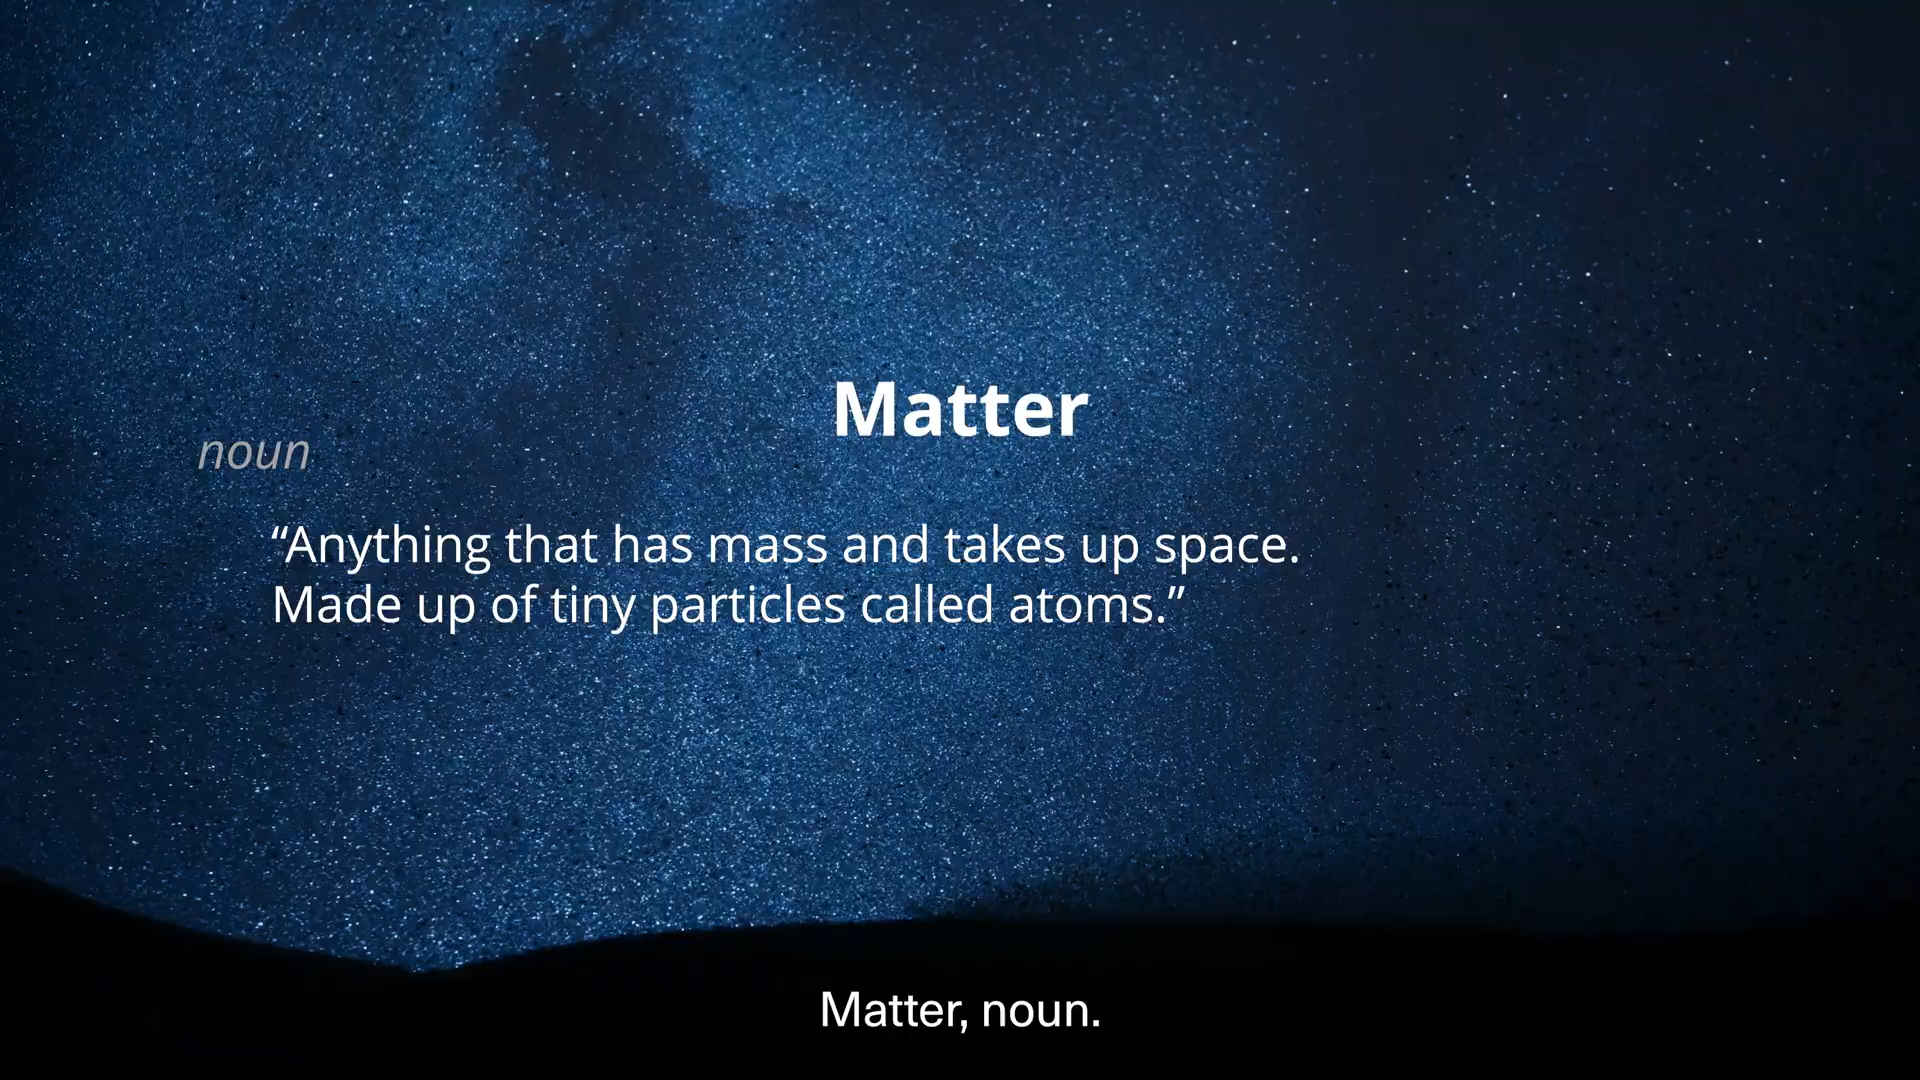 Matter
noun
“Anything that has mass and takes up space.
Made up of tiny particles called atoms.”
Matter, noun.